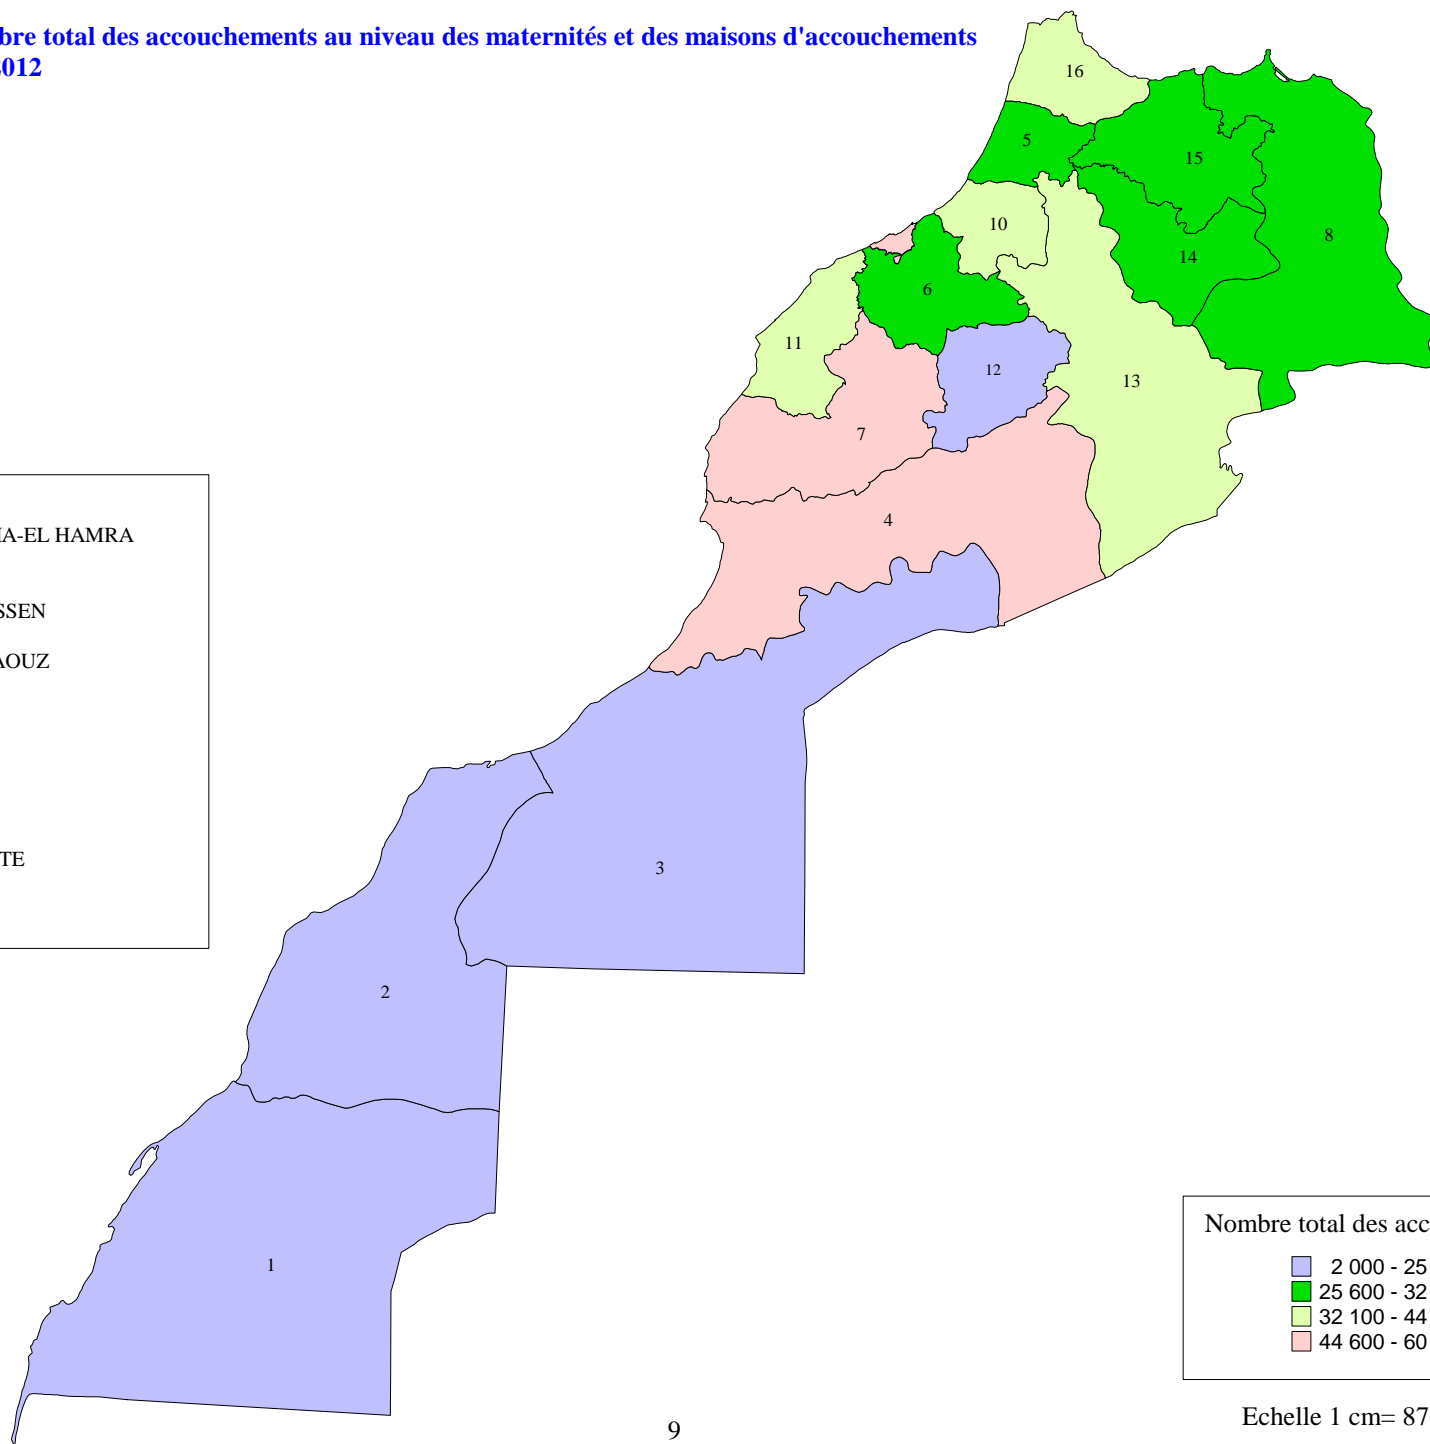 bre total des accouchements au niveau des maternités et des maisons d'accouchements
2012
16
5
15
10
8
14
6
11
12
13
7
4
IA-EL HAMRA
SSEN
AOUZ
TE
3
2
1
Nombre total des acc
2 000 - 25
25 600 - 32
32 100 - 44
44 600 - 60
Echelle 1 cm= 87
9